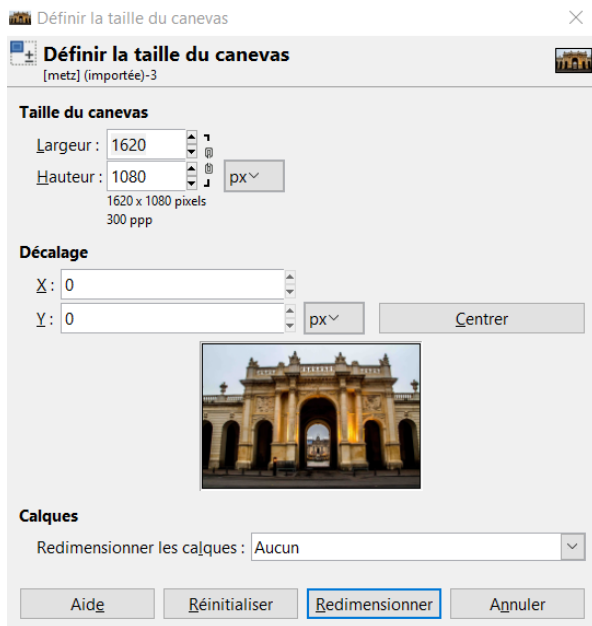 Définir la taille du canevas
Définir la taille du canevas
[metz] (importée)-3
Taille du canevas
Largeur : 1620
Hauteur : 1080 px
1620 x 1080 pixels
300 ppp
Décalage
X : 0
Y : 0 px Centrer
Calques
Redimensionner les calques : Aucun
Aide Réinitialiser Redimensionner Annuler